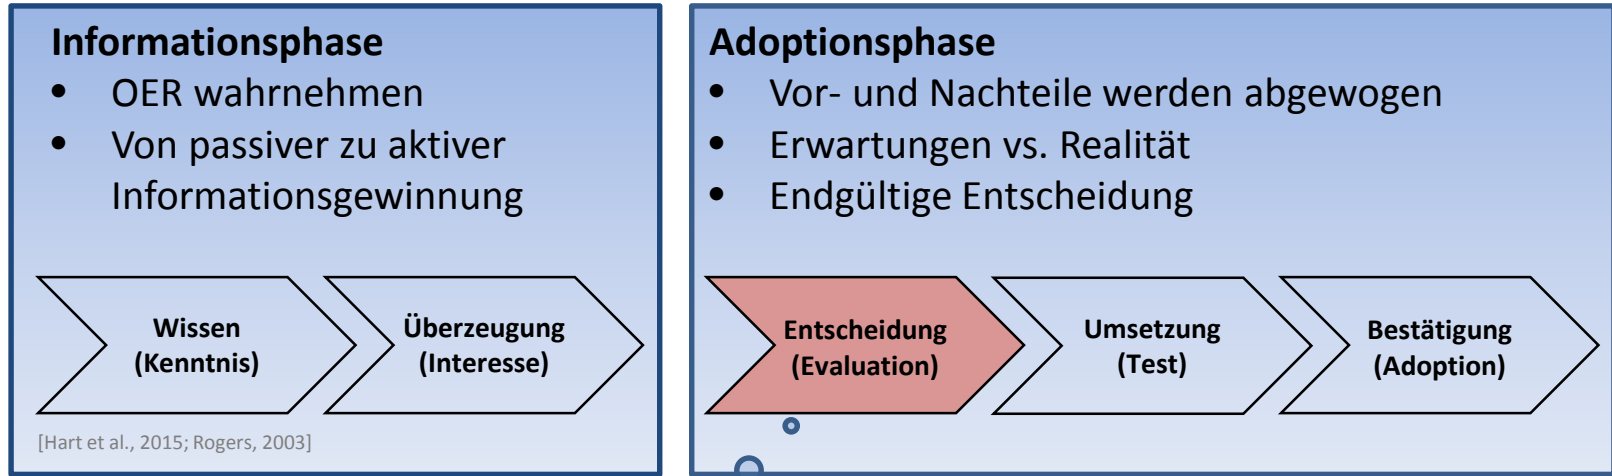 Informationsphase
• OER wahrnehmen
• Von passiver zu aktiver
Informationsgewinnung
Wissen
(Kenntnis)
Überzeugung
(Interesse)
[Hart et al., 2015; Rogers, 2003]
Adoptionsphase
• Vor- und Nachteile werden abgewogen
• Erwartungen vs. Realität
• Endgültige Entscheidung
Entscheidung
(Evaluation)
Umsetzung
(Test)
Bestätigung
(Adoption)